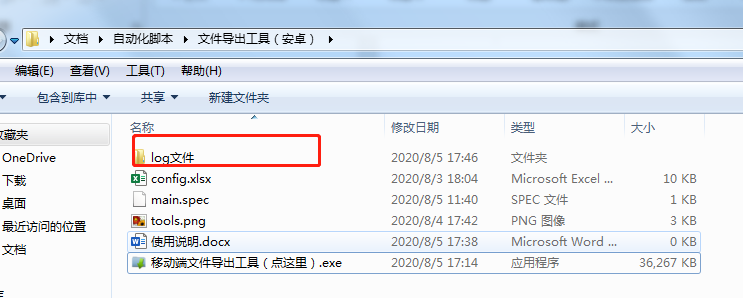 文档 自动化脚本 文件导出工具（安卓）
编辑(E) 查看(V) 工具(T) 帮助(H)
包含到库中 共享 新建文件夹
名称 修改日期 类型 大小
收藏夹
OneDrive
下载
桌面
最近访问的位置
文档
log文件 2020/8/5 17:46 文件夹
config.xlsx 2020/8/3 18:04 Microsoft Excel ... 10 KB
main.spec 2020/8/5 11:40 SPEC 文件 1 KB
tools.png 2020/8/4 17:42 PNG 图像 3 KB
使用说明.docx 2020/8/5 17:38 Microsoft Word ... 0 KB
移动端文件导出工具（点这里）.exe 2020/8/5 17:14 应用程序 36,267 KB